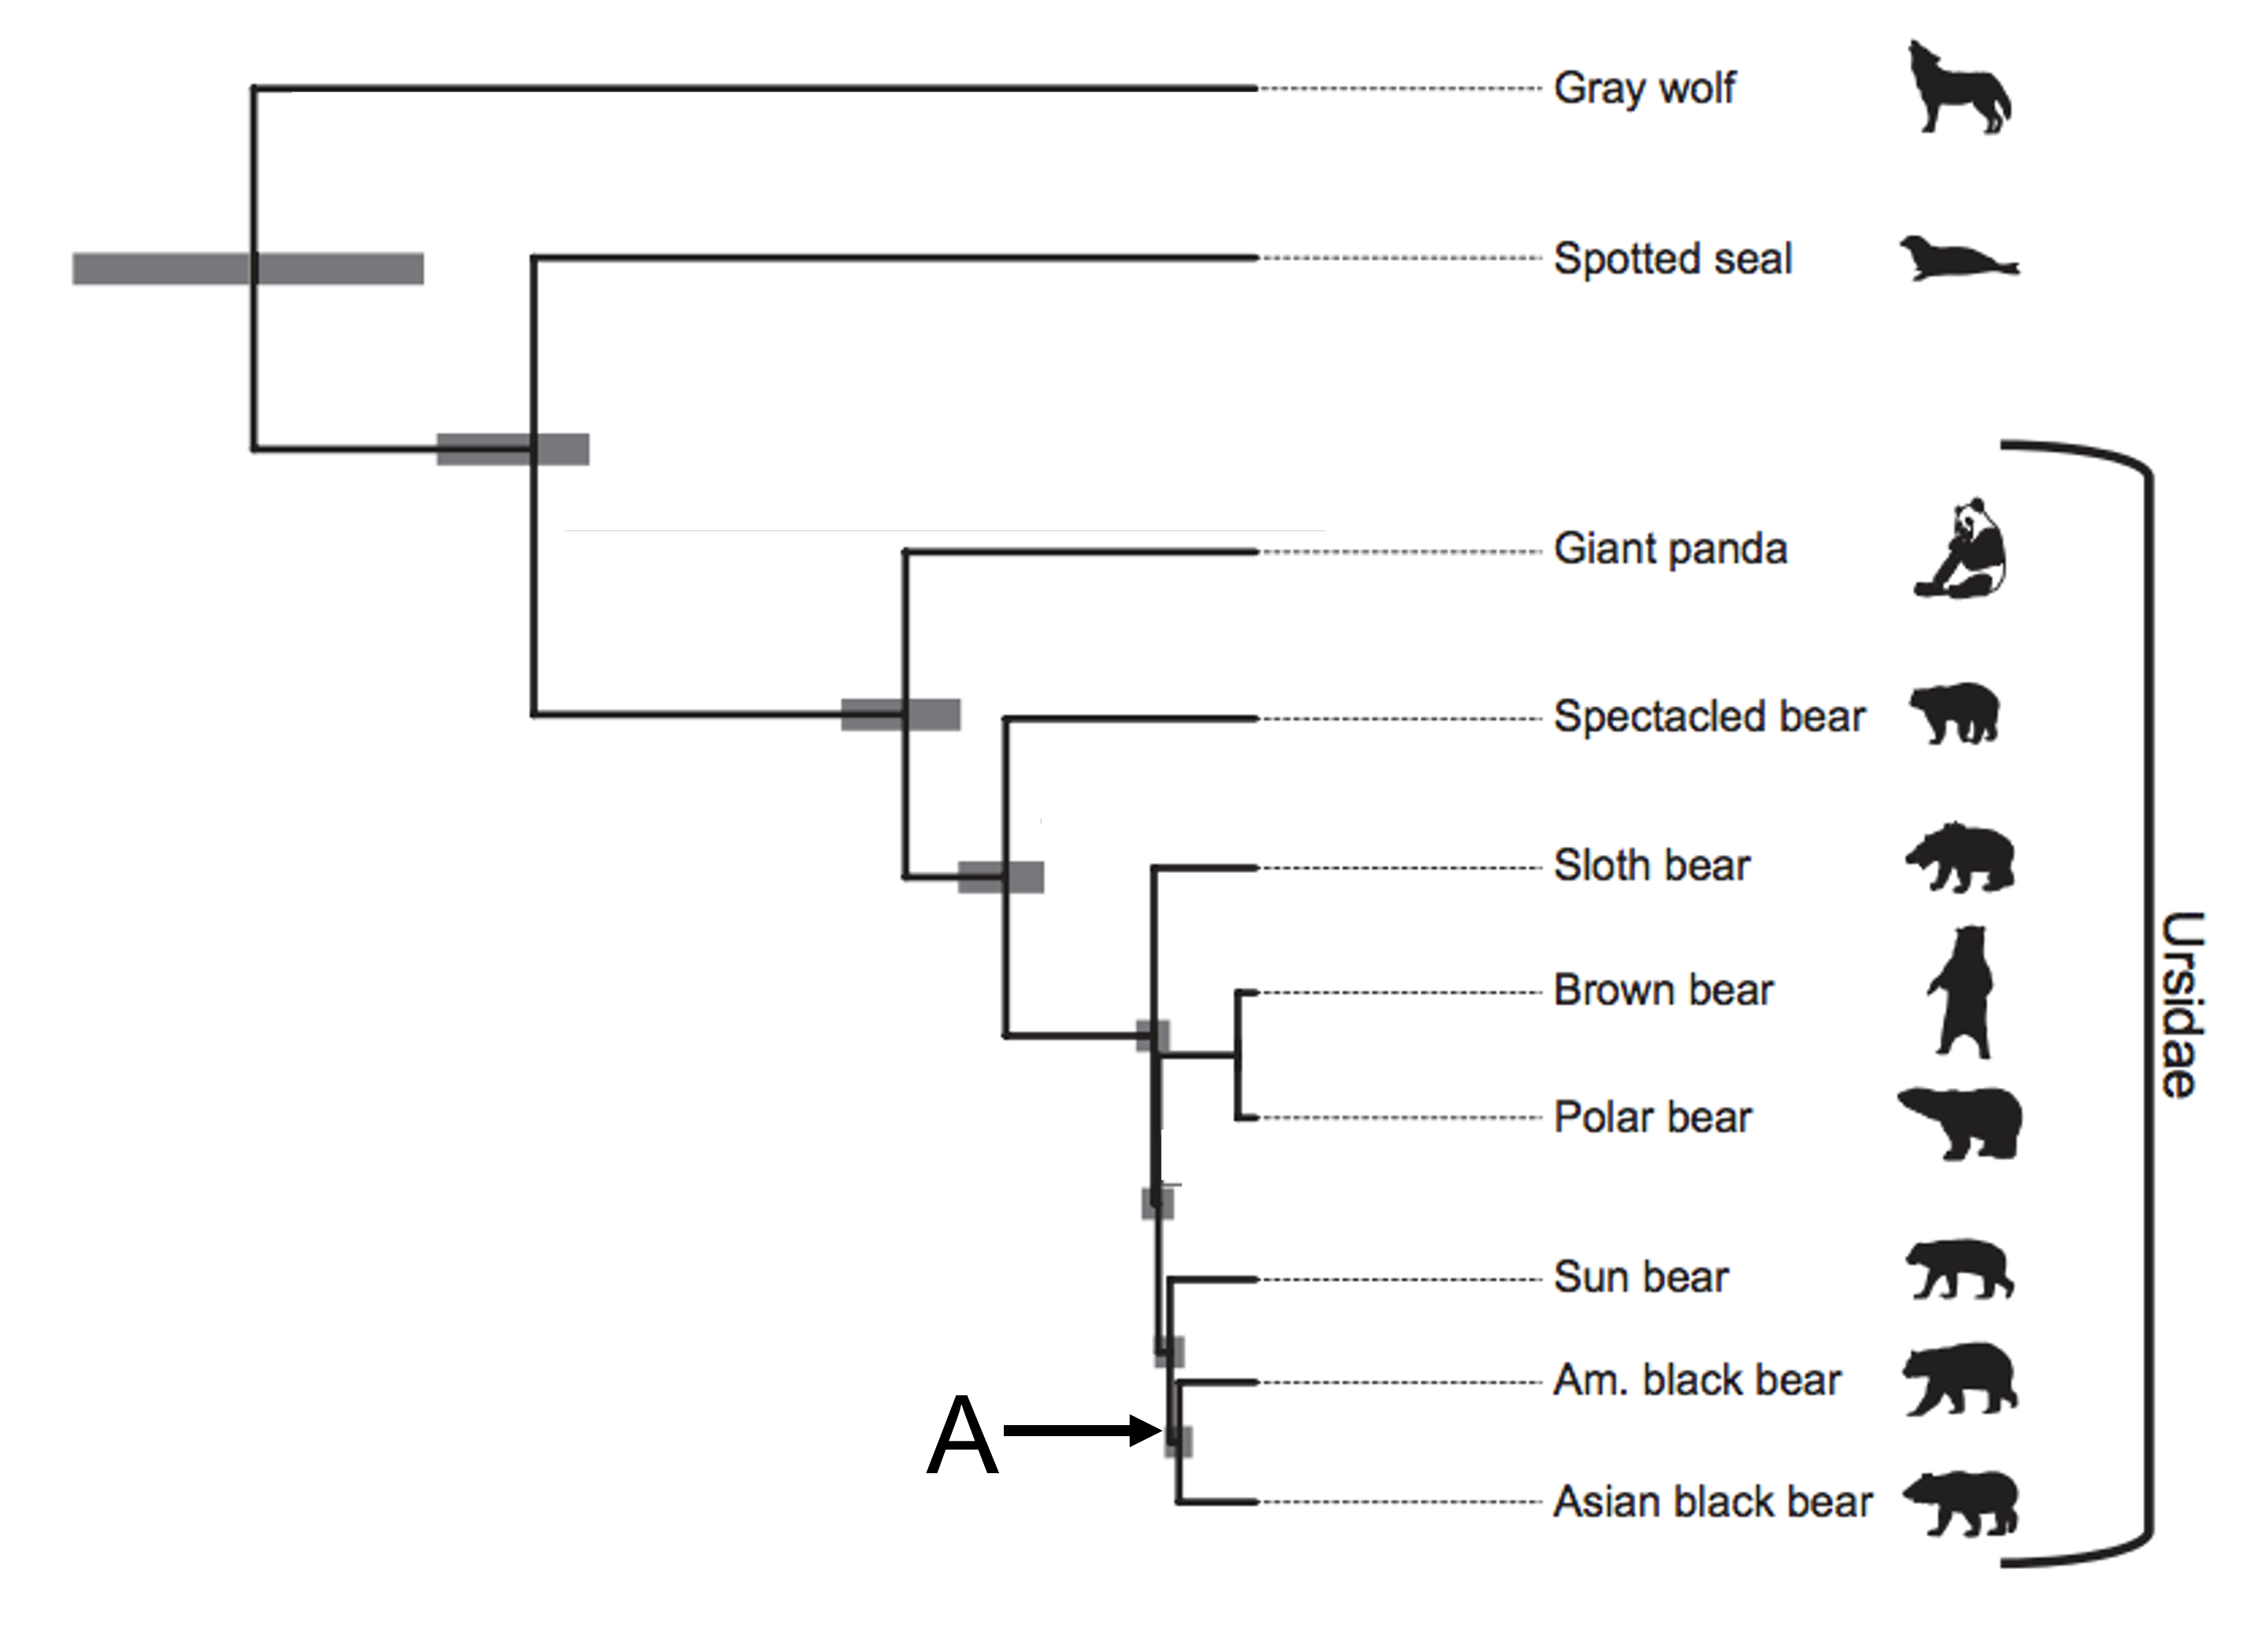 Gray wolf
Spotted seal
Giant panda
Spectacled bear
Sloth bear
Brown bear
Polar bear
Sun bear
Am. black bear
Asian black bear
Ursidae
A